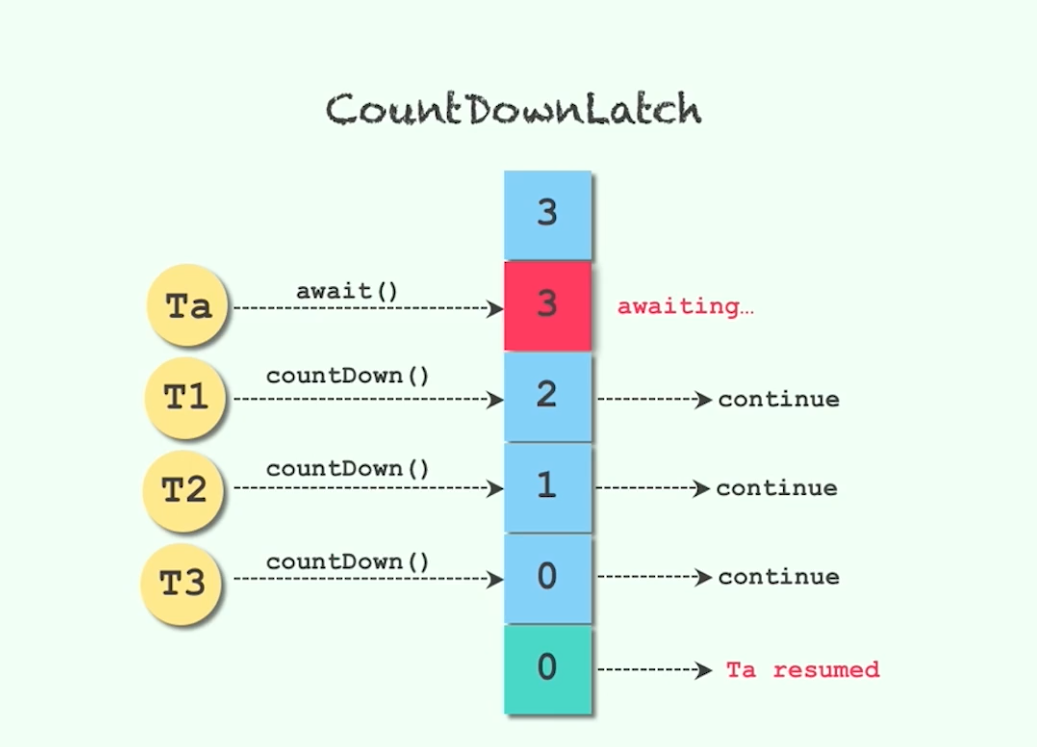 CountDownLatch
3
Ta await() 3 awaiting…
T1 countDown() 2 continue
T2 countDown() 1 continue
T3 countDown() 0 continue
0 Ta resumed